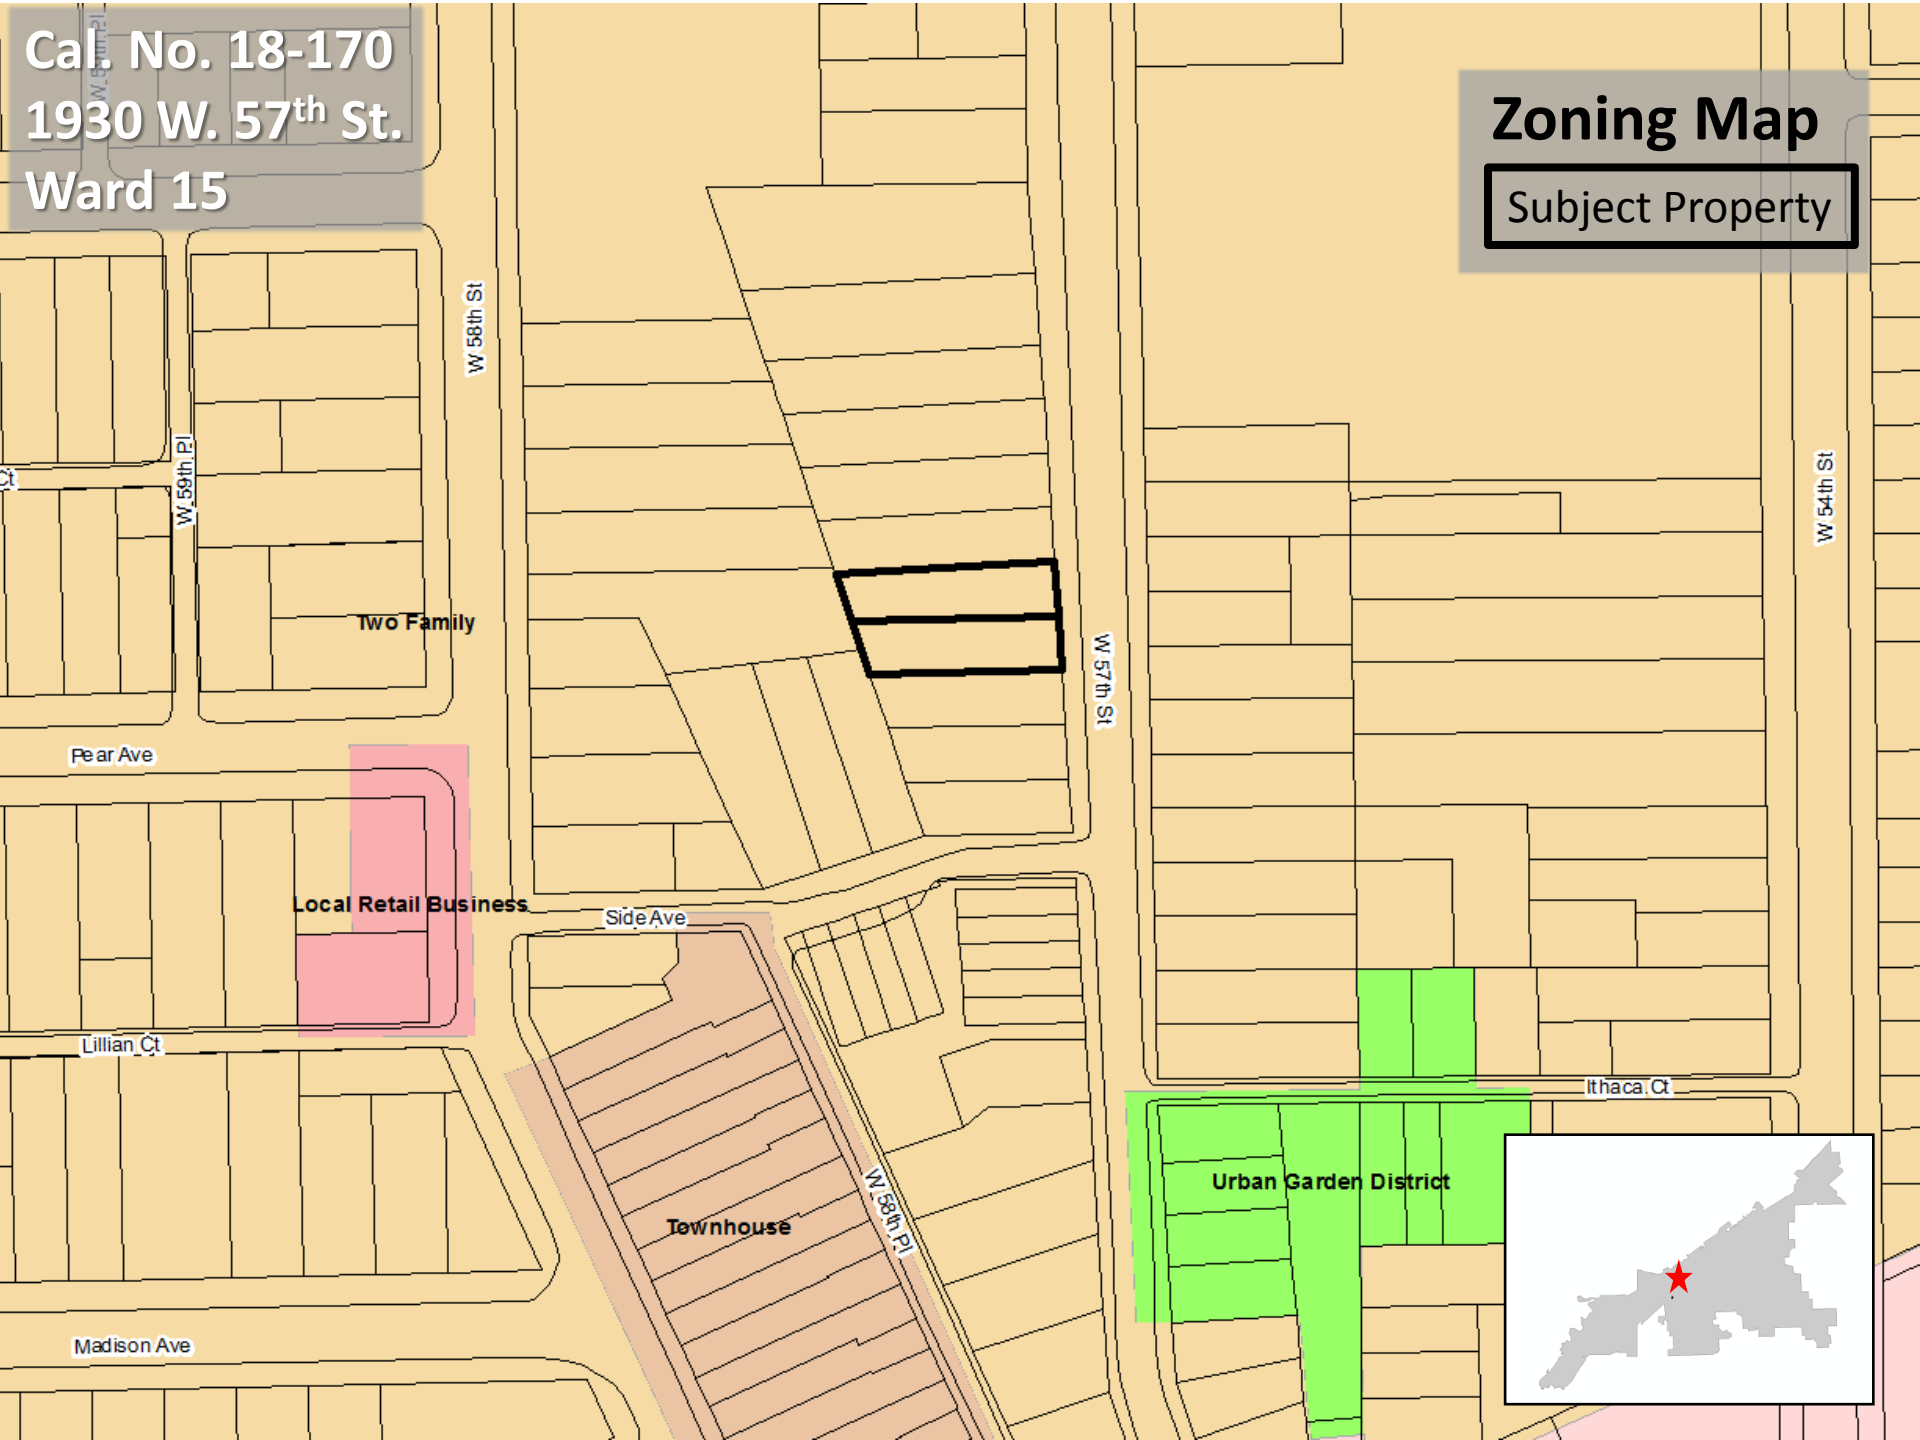 Cal. No. 18-170
1930 W. 57th St.
Ward 15
Zoning Map
Subject Property
W 58th St
W 59th Pl
Ct
W 54th St
Two Family
W 57th St
Pear Ave
Local Retail Business
Side Ave
Lillian Ct
Ithaca Ct
Urban Garden District
Townhouse
W 58th Pl
Madison Ave